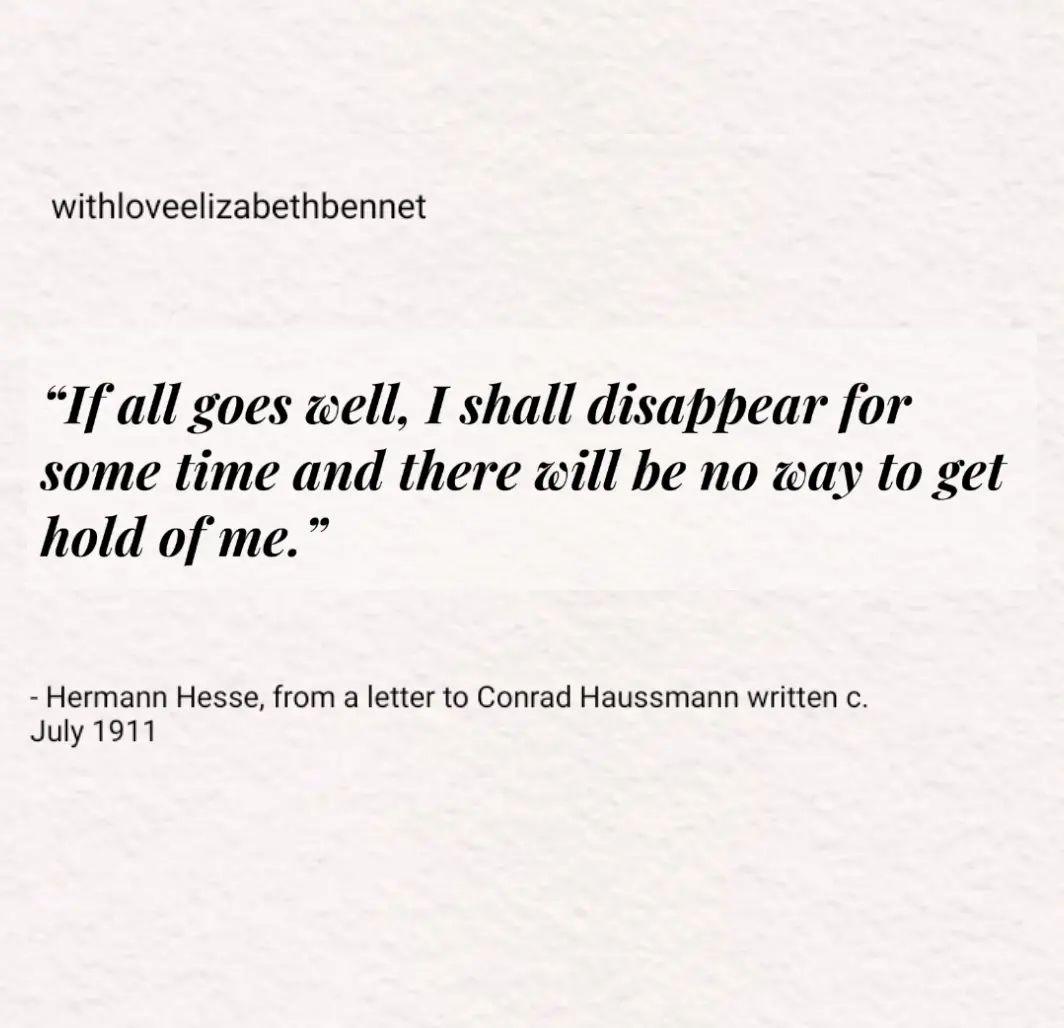 withloveelizabethbennet
“If all goes well, I shall disappear for
some time and there will be no way to get
hold of me.”
- Hermann Hesse, from a letter to Conrad Haussmann written c.
July 1911